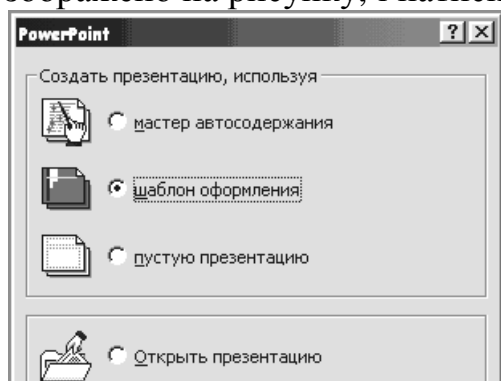 PowerPoint
Создать презентацию, используя
мастер автосодержания
шаблон оформления
пустую презентацию
Открыть презентацию